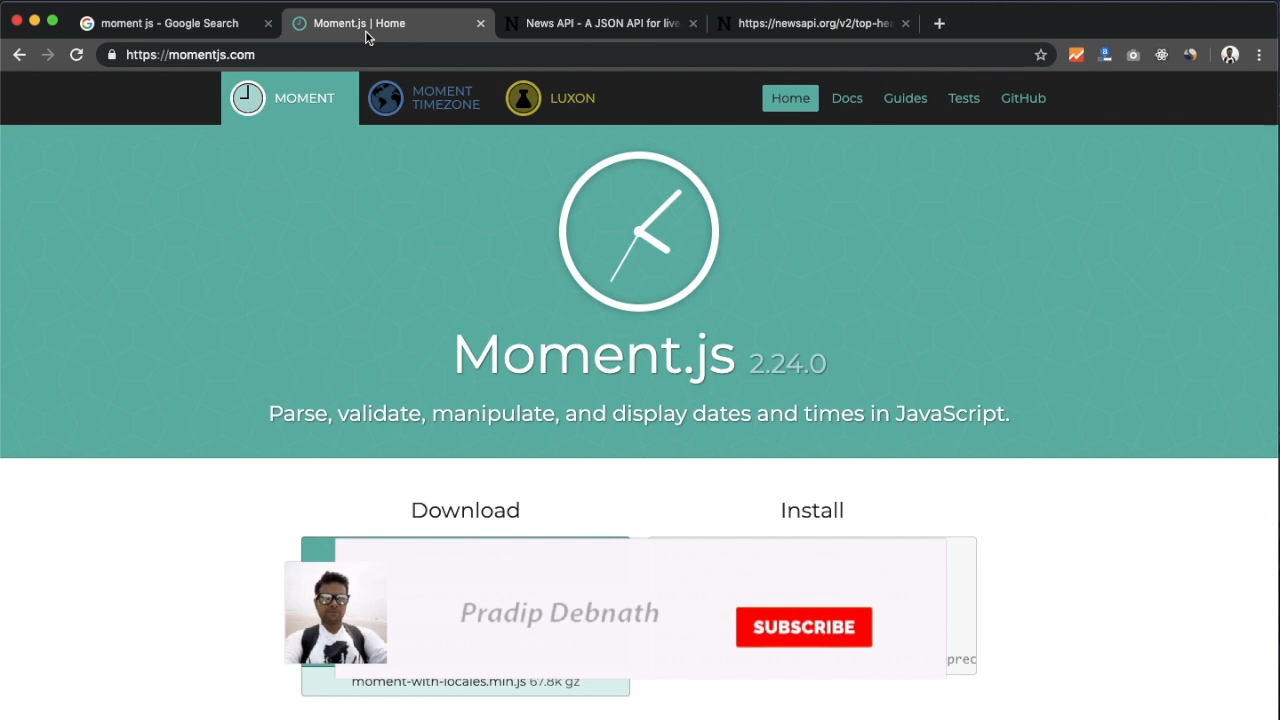 moment js - Google Search
Moment.js | Home
News API - A JSON API for live
https://newsapi.org/v2/top-hea
https://momentjs.com
MOMENT
MOMENT
TIMEZONE
LUXON
Home
Docs
Guides
Tests
GitHub
Moment.js 2.24.0
Parse, validate, manipulate, and display dates and times in JavaScript.
Download
Install
Pradip Debnath
SUBSCRIBE
prec
moment-with-locales.min.js 67.8k gz